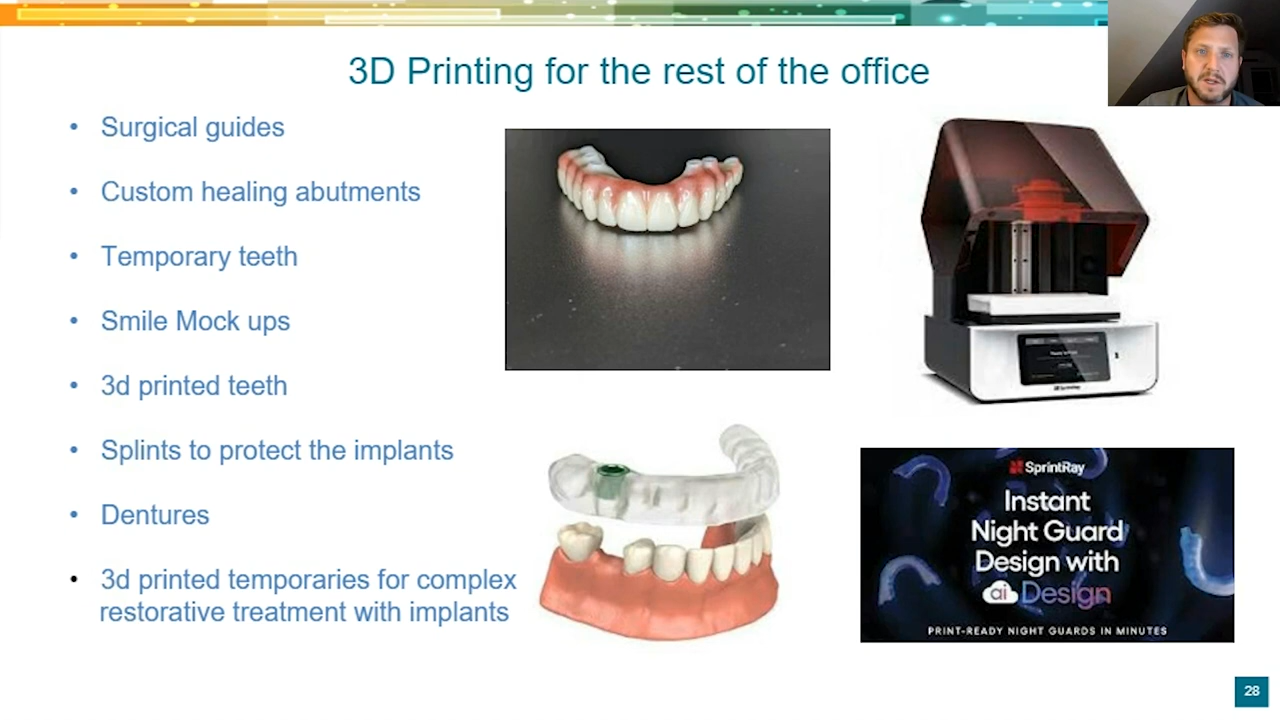 3D Printing for the rest of the office
• Surgical guides
• Custom healing abutments
• Temporary teeth
• Smile Mock ups
• 3d printed teeth
• Splints to protect the implants
• Dentures
• 3d printed temporaries for complex
restorative treatment with implants
SprintRay
SprintRay
Instant
Night Guard
Design with
ai Design
PRINT-READY NIGHT GUARDS IN MINUTES
28